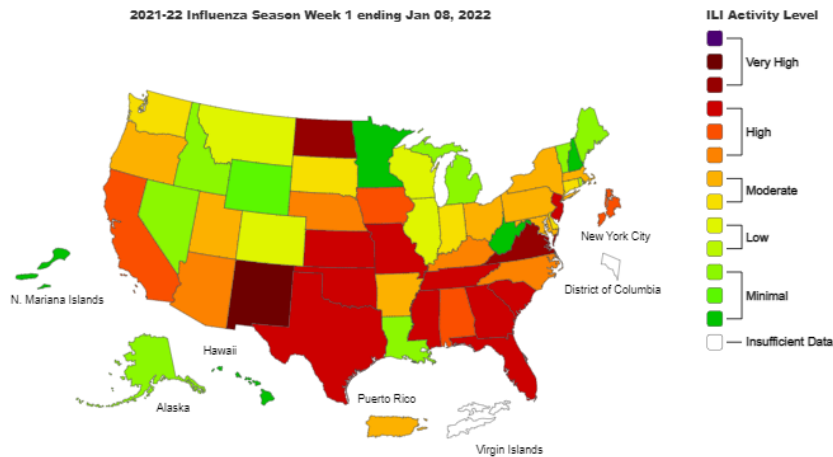 2021-22 Influenza Season Week 1 ending Jan 08, 2022
ILI Activity Level
Very High
High
Moderate
Low
Minimal
Insufficient Data
New York City
District of Columbia
N. Mariana Islands
Hawaii
Alaska
Puerto Rico
Virgin Islands